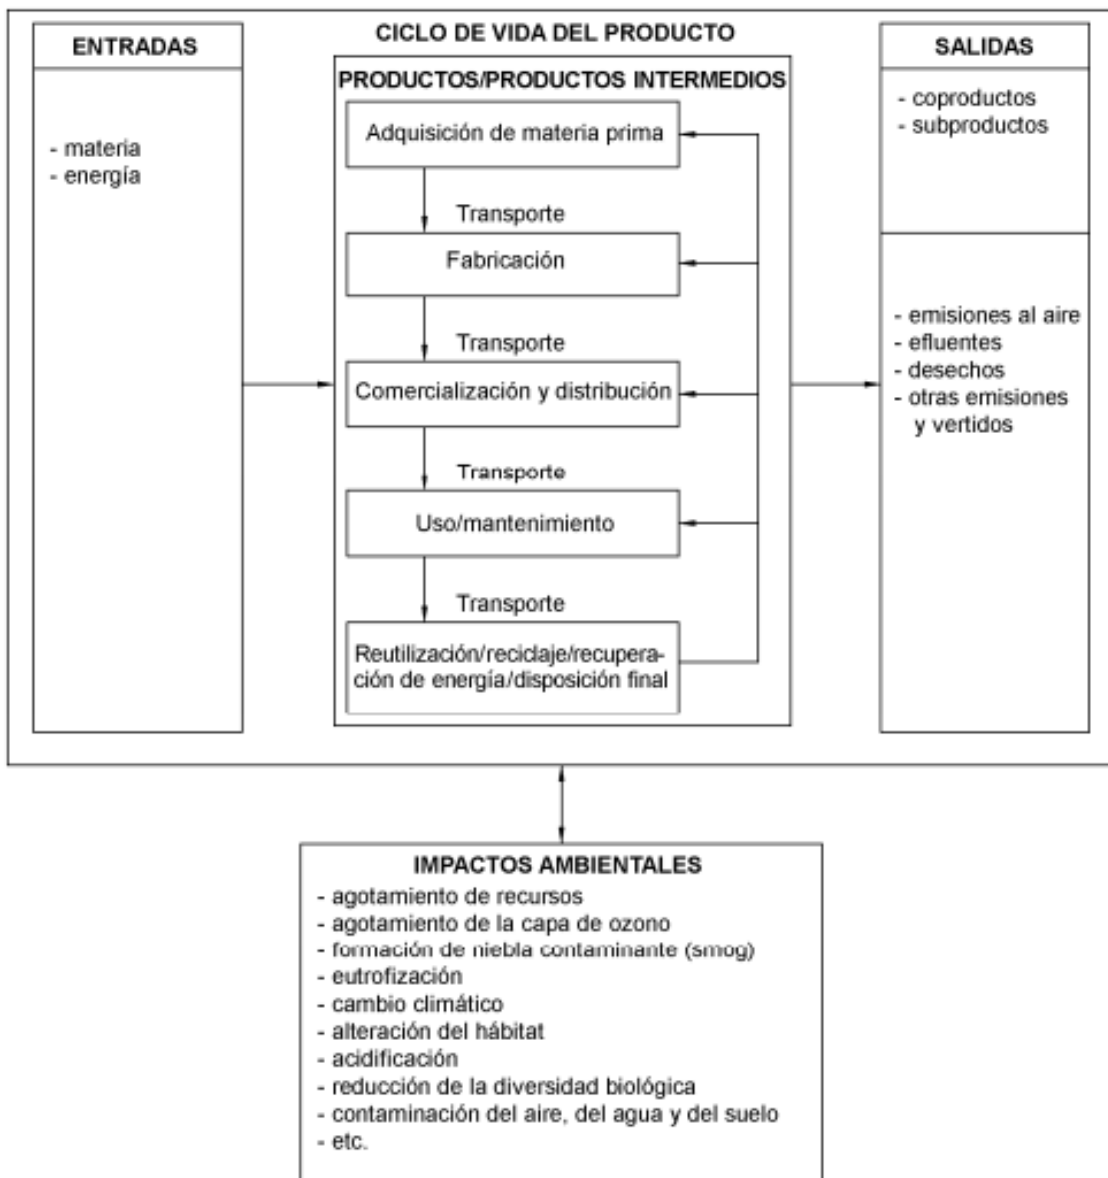 CICLO DE VIDA DEL PRODUCTO
ENTRADAS
- materia
- energía
PRODUCTOS/PRODUCTOS INTERMEDIOS
Adquisición de materia prima
Transporte
Fabricación
Transporte
Comercialización y distribución
Transporte
Uso/mantenimiento
Transporte
Reutilización/reciclaje/recupera-
ción de energía/disposición final
SALIDAS
- coproductos
- subproductos
- emisiones al aire
- efluentes
- desechos
- otras emisiones
y vertidos
IMPACTOS AMBIENTALES
- agotamiento de recursos
- agotamiento de la capa de ozono
- formación de niebla contaminante (smog)
- eutrofización
- cambio climático
- alteración del hábitat
- acidificación
- reducción de la diversidad biológica
- contaminación del aire, del agua y del suelo
- etc.